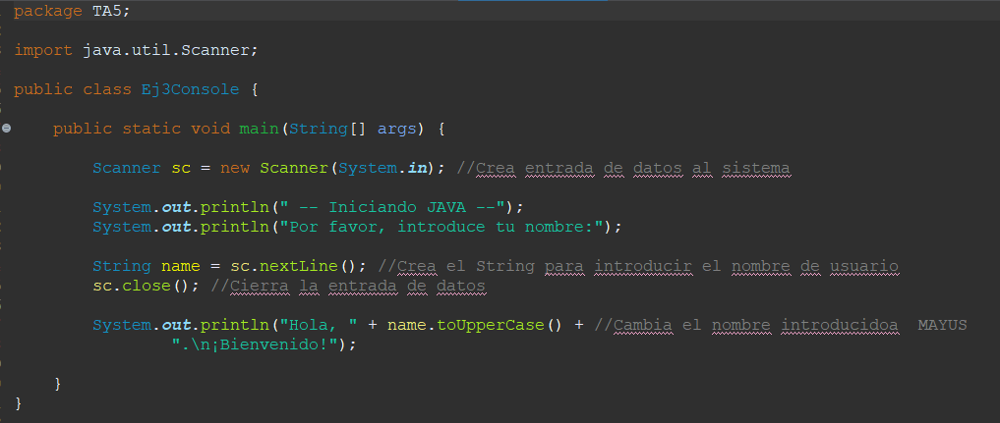 package TA5;
import java.util.Scanner;
public class Ej3Console {
public static void main(String[] args) {
Scanner sc = new Scanner(System.in); //Crea entrada de datos al sistema
System.out.println(" -- Iniciando JAVA --");
System.out.println("Por favor, introduce tu nombre:");
String name = sc.nextLine(); //Crea el String para introducir el nombre de usuario
sc.close(); //Cierra la entrada de datos
System.out.println("Hola, " + name.toUpperCase() + //Cambia el nombre introducidoa  MAYUS
".\n¡Bienvenido!");
}
}